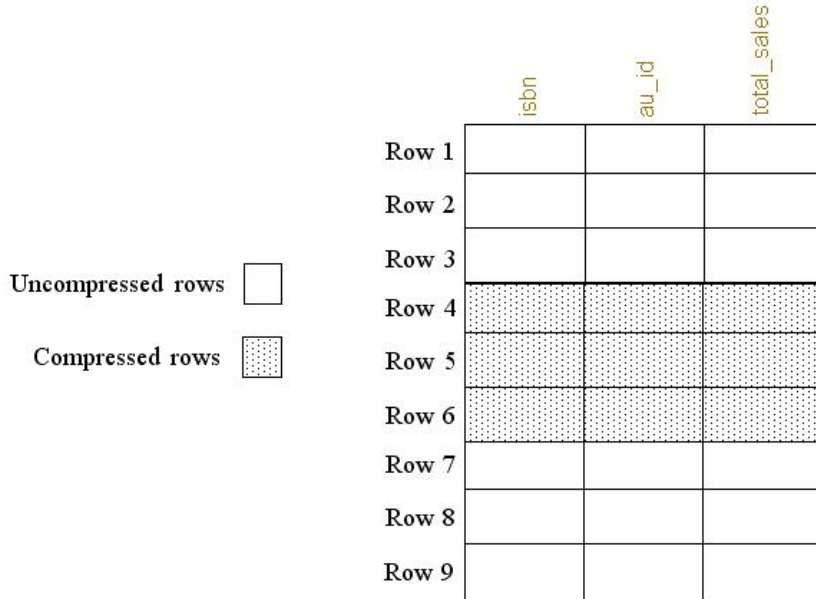 isbn
au_id
total_sales
Row 1
Row 2
Row 3
Uncompressed rows
Row 4
Compressed rows
Row 5
Row 6
Row 7
Row 8
Row 9